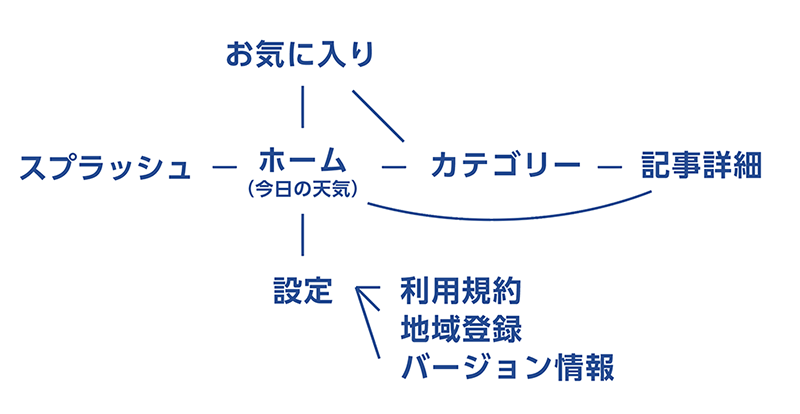 お気に入り
スプラッシュ
ホーム
(今日の天気)
カテゴリー
記事詳細
設定
利用規約
地域登録
バージョン情報